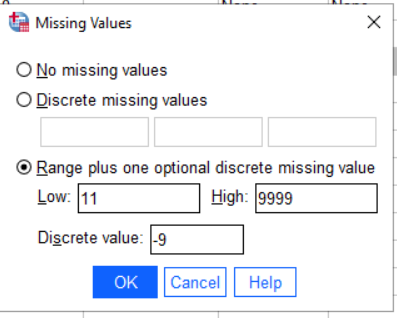 Missing Values
No missing values
Discrete missing values
Range plus one optional discrete missing value
Low: 11 High: 9999
Discrete value: -9
OK Cancel Help